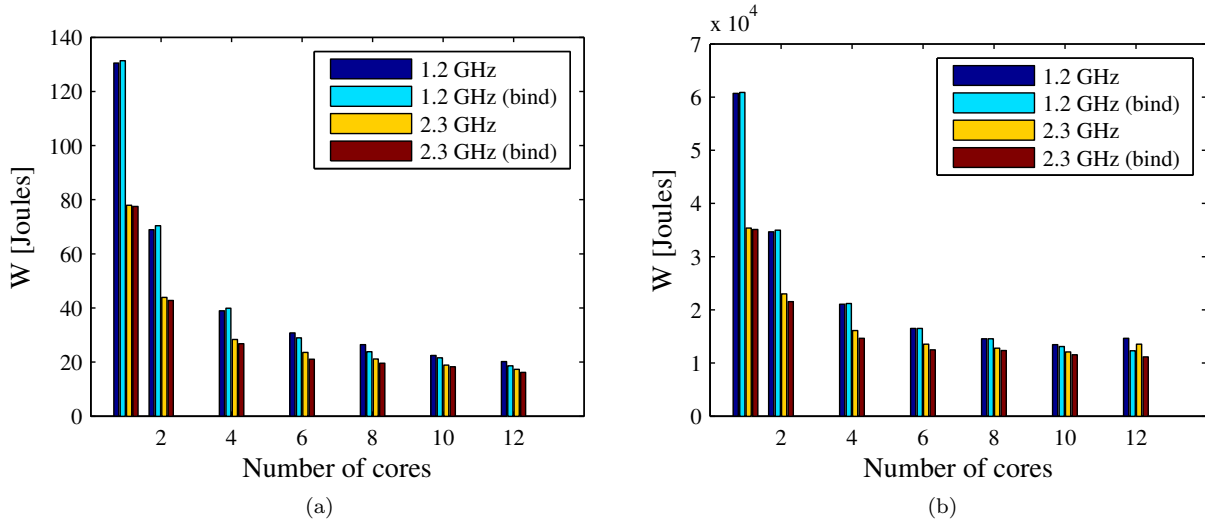 140
120
100
80
60
40
20
0
W [Joules]
2 4 6 8 10 12
Number of cores
1.2 GHz
1.2 GHz (bind)
2.3 GHz
2.3 GHz (bind)
(a)
x 10^4
7
6
5
4
3
2
1
0
W [Joules]
2 4 6 8 10 12
Number of cores
1.2 GHz
1.2 GHz (bind)
2.3 GHz
2.3 GHz (bind)
(b)